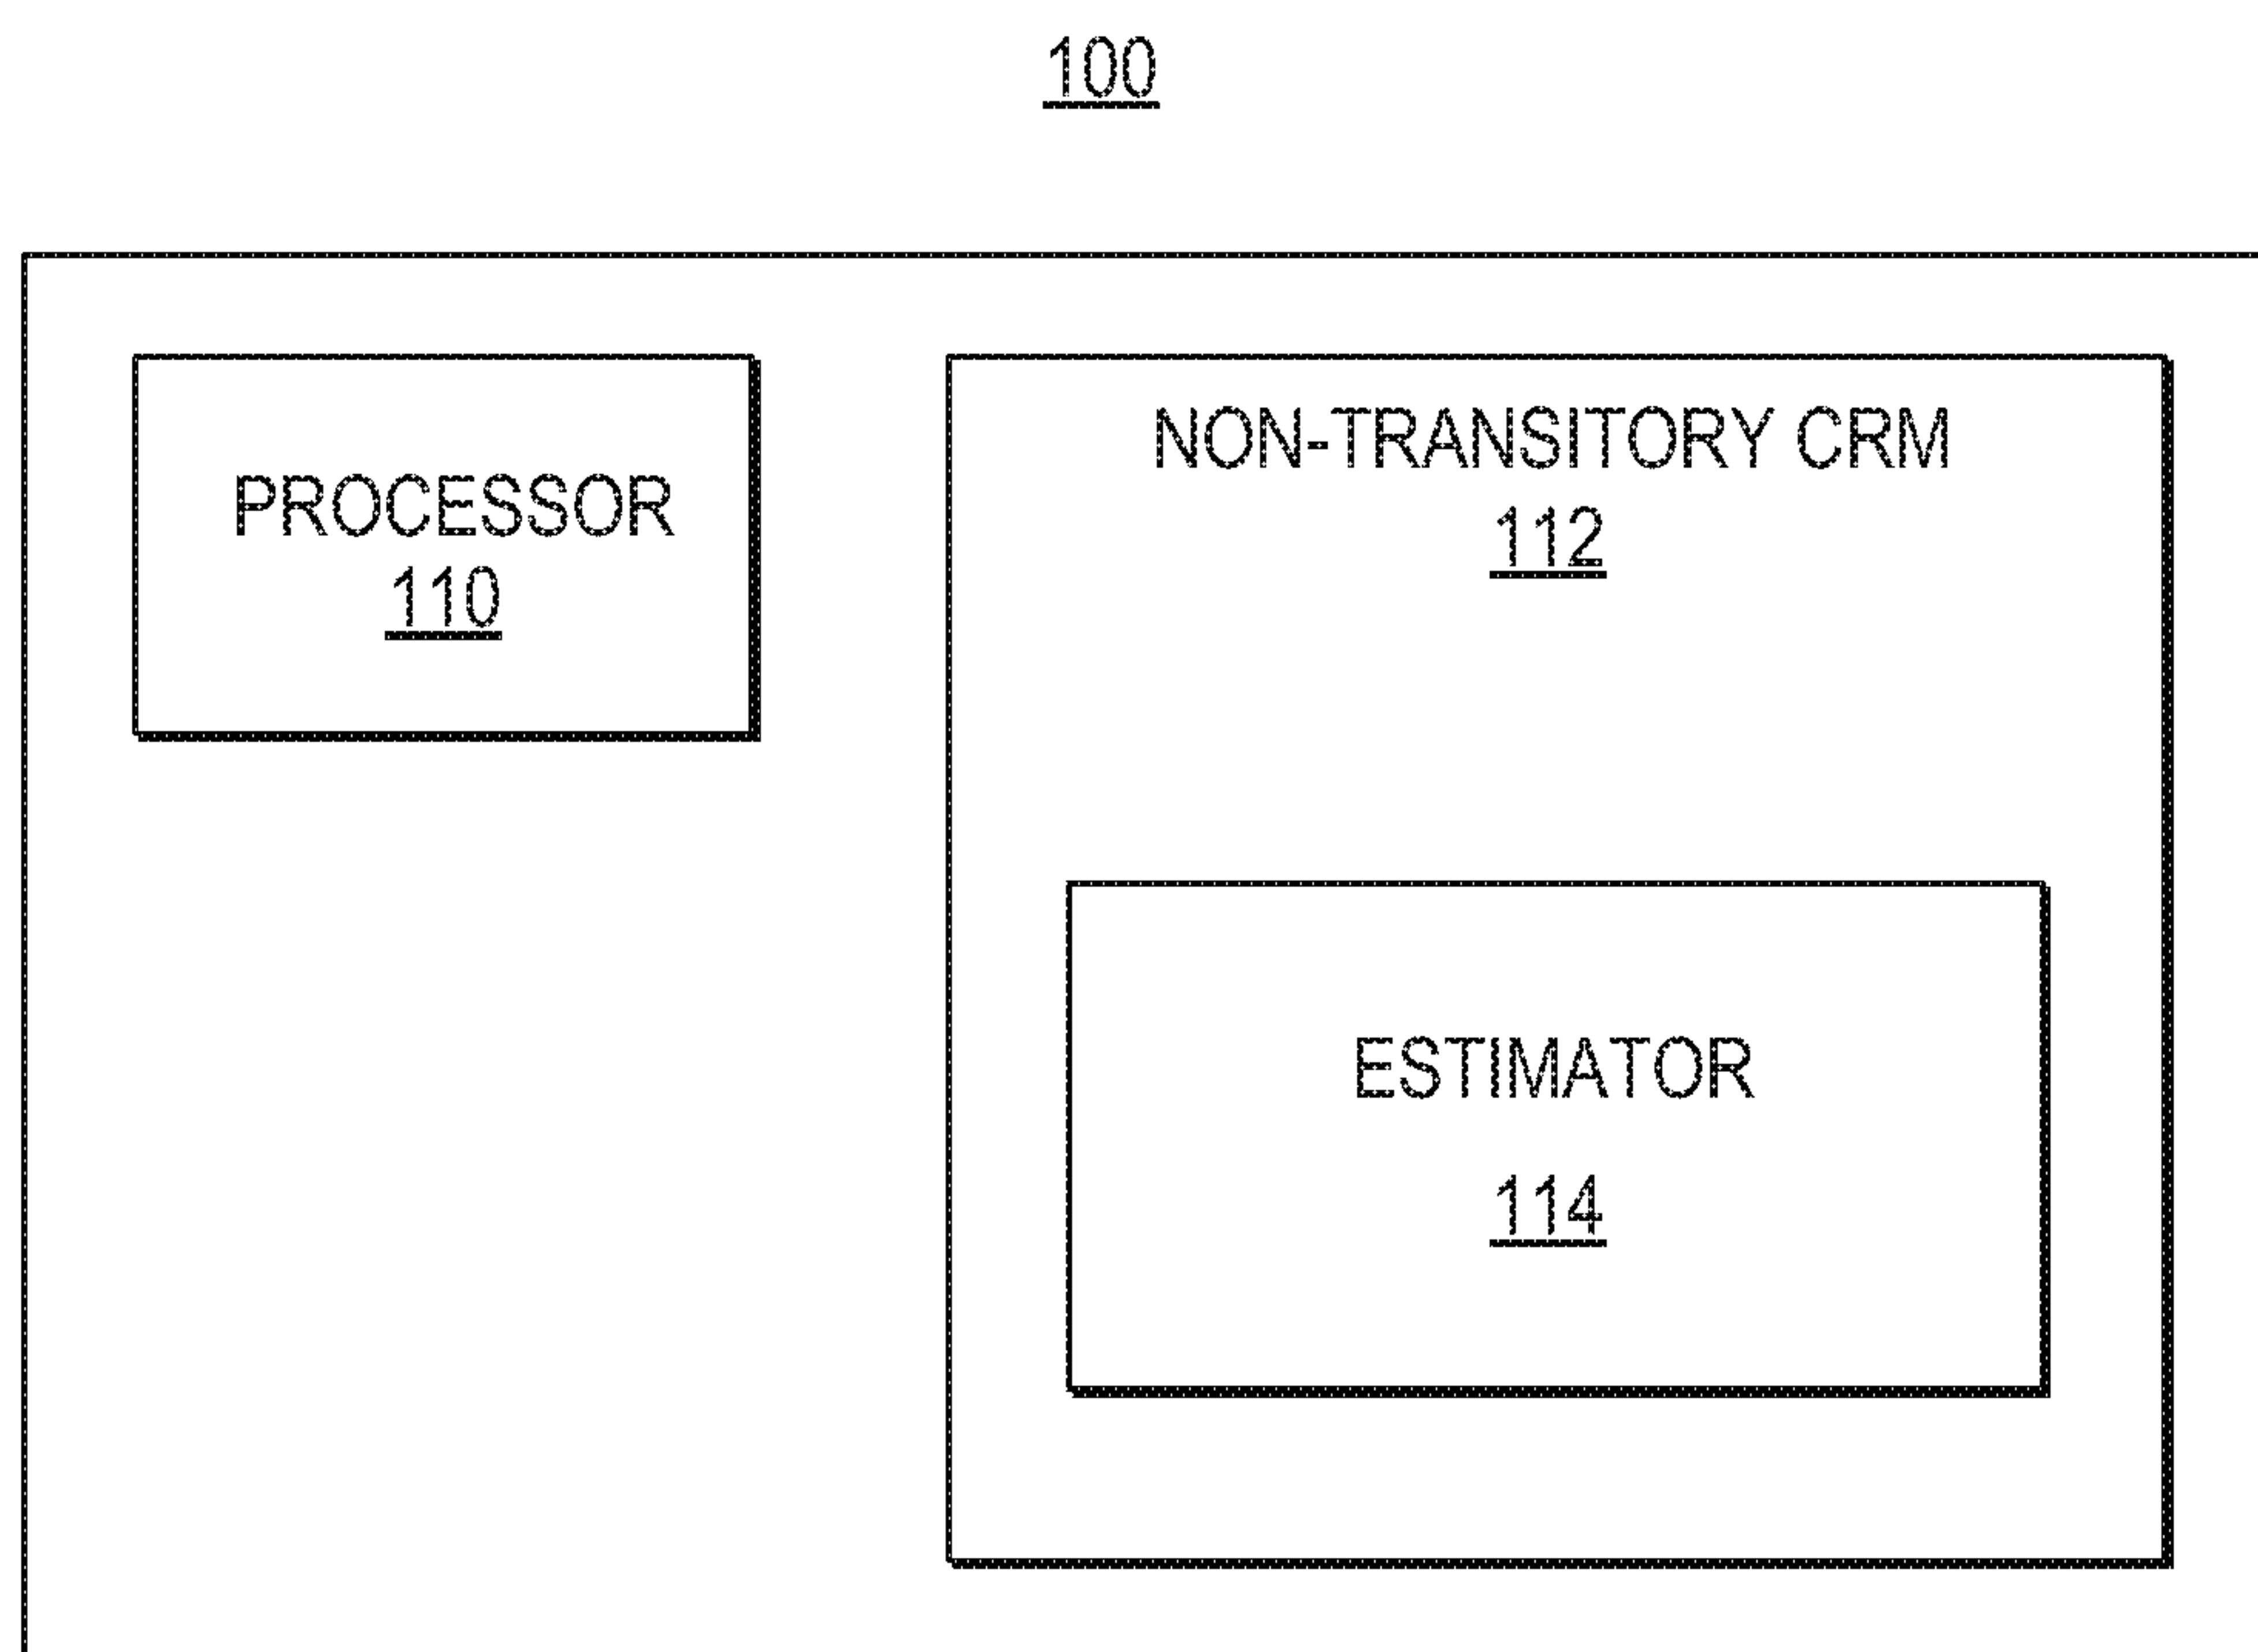 100
PROCESSOR
110
NON-TRANSITORY CRM
112
ESTIMATOR
114